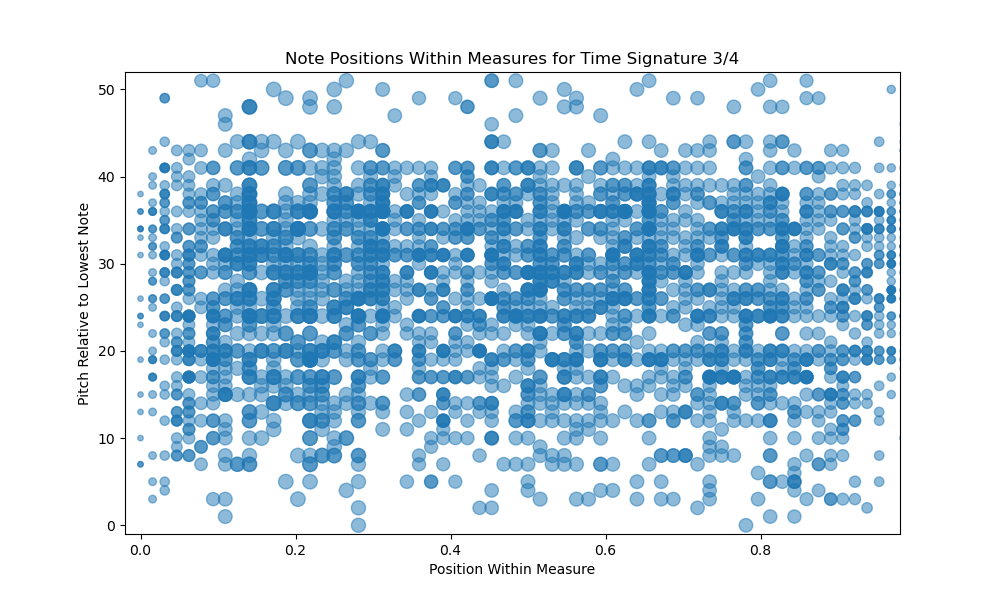 Note Positions Within Measures for Time Signature 3/4
50
40
30
20
10
0
Pitch Relative to Lowest Note
0.0 0.2 0.4 0.6 0.8
Position Within Measure